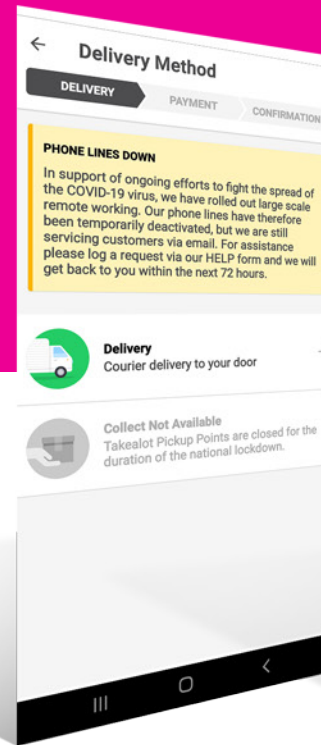 Delivery Method
DELIVERY
PAYMENT
CONFIRMATION
PHONE LINES DOWN
In support of ongoing efforts to fight the spread of
the COVID-19 virus, we have rolled out large scale
remote working. Our phone lines have therefore
been temporarily deactivated, but we are still
servicing customers via email. For assistance
please log a request via our HELP form and we will
get back to you within the next 72 hours.
Delivery
Courier delivery to your door
Collect Not Available
Takealot Pickup Points are closed for the
duration of the national lockdown.